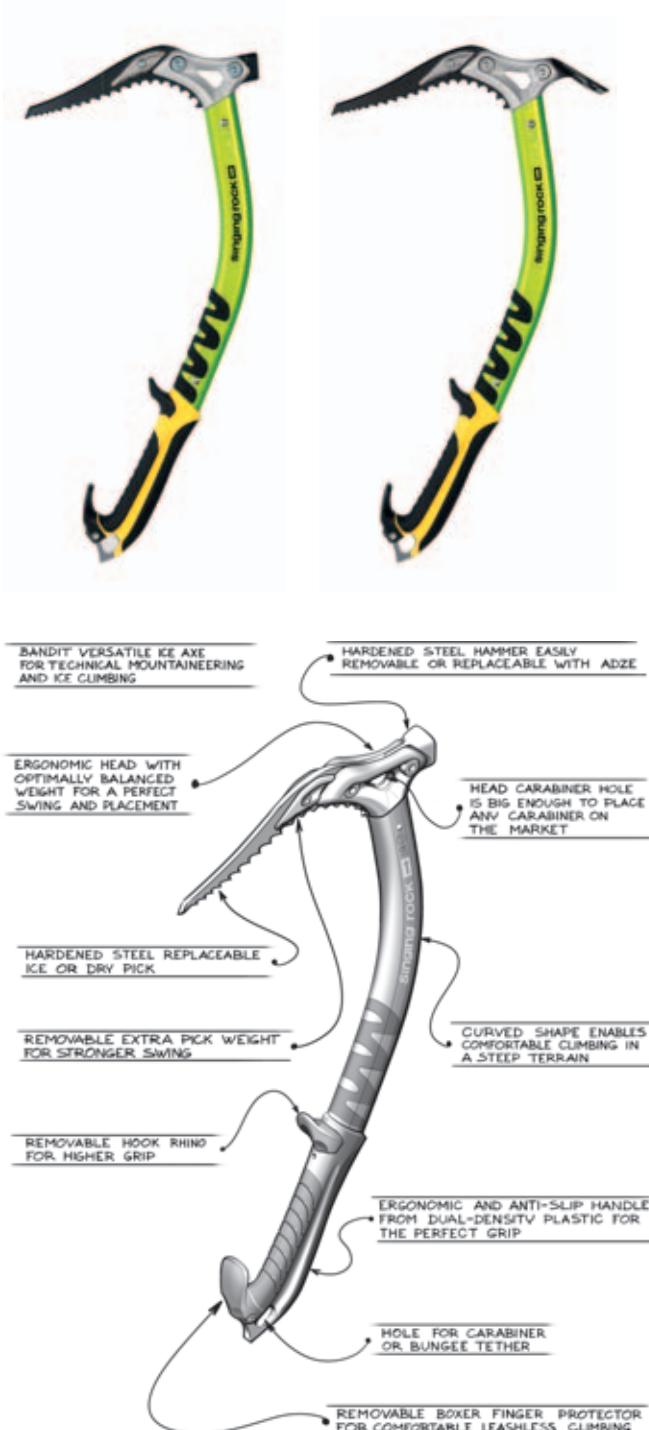 singing rock
singing rock
BANDIT VERSATILE ICE AXE
FOR TECHNICAL MOUNTAINEERING
AND ICE CLIMBING
HARDENED STEEL HAMMER EASILY
REMOVABLE OR REPLACEABLE WITH ADZE
ERGONOMIC HEAD WITH
OPTIMALLY BALANCED
WEIGHT FOR A PERFECT
SWING AND PLACEMENT
HEAD CARABINER HOLE
IS BIG ENOUGH TO PLACE
ANY CARABINER ON
THE MARKET
singing rock
HARDENED STEEL REPLACEABLE
ICE OR DRY PICK
REMOVABLE EXTRA PICK WEIGHT
FOR STRONGER SWING
CURVED SHAPE ENABLES
COMFORTABLE CLIMBING IN
A STEEP TERRAIN
REMOVABLE HOOK RHINO
FOR HIGHER GRIP
ERGONOMIC AND ANTI-SLIP HANDLE
FROM DUAL-DENSITY PLASTIC FOR
THE PERFECT GRIP
HOLE FOR CARABINER
OR BUNGEE TETHER
REMOVABLE BOXER FINGER PROTECTOR
FOR COMFORTABLE LEASHLESS CLIMBING